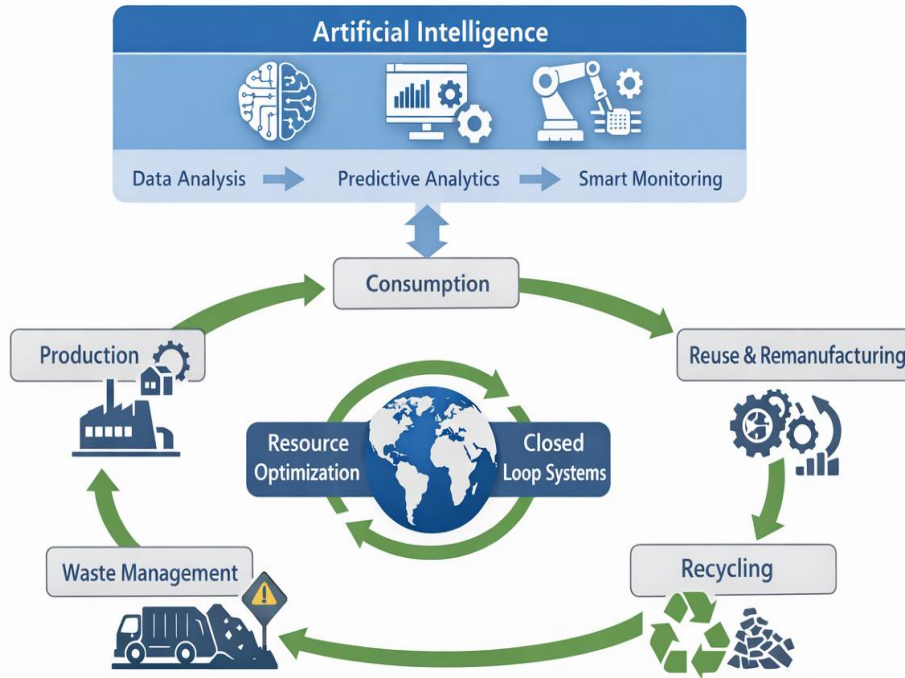 Artificial Intelligence
Data Analysis
Predictive Analytics
Smart Monitoring
Consumption
Production
Reuse & Remanufacturing
Resource
Optimization
Closed
Loop Systems
Waste Management
Recycling